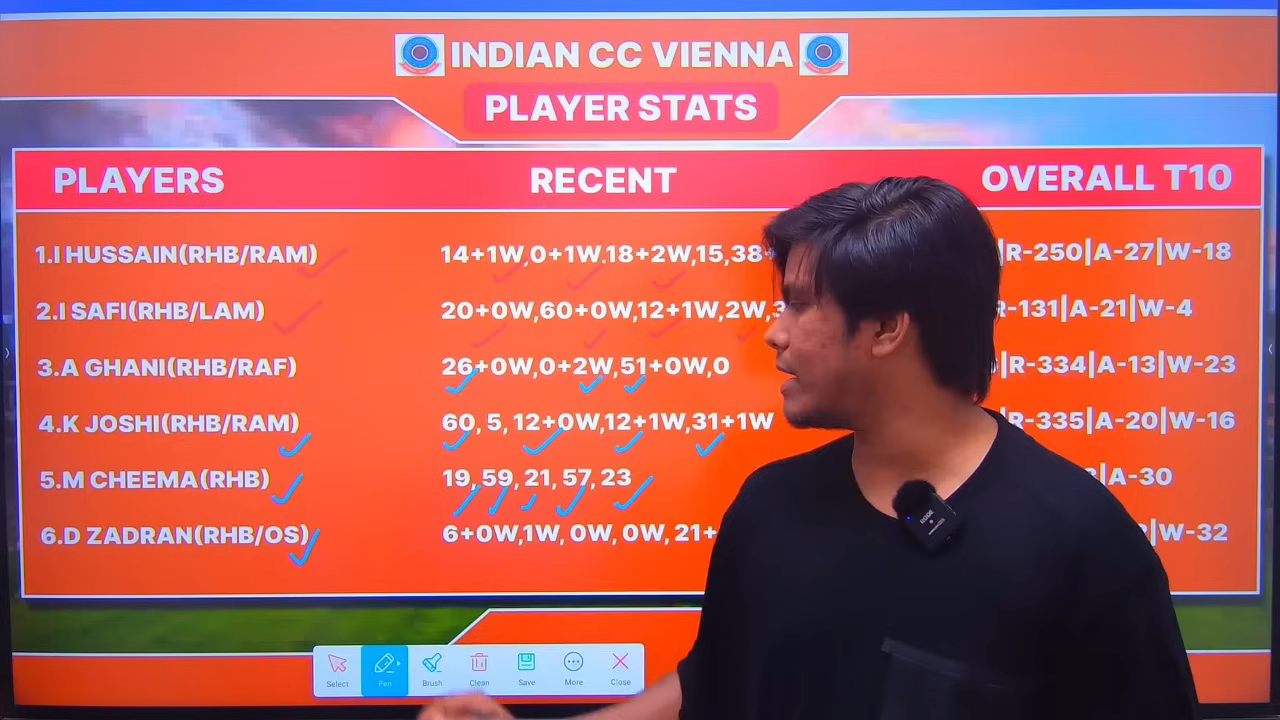 INDIAN CC VIENNA
PLAYER STATS
PLAYERS RECENT OVERALL T10
1.I HUSSAIN(RHB/RAM) 14+1W,0+1W.18+2W,15,38+ |R-250|A-27|W-18
2.I SAFI(RHB/LAM) 20+0W,60+0W,12+1W,2W,3 R-131|A-21|W-4
3.A GHANI(RHB/RAF) 26+0W,0+2W,51+0W,0 |R-334|A-13|W-23
4.K JOSHI(RHB/RAM) 60, 5, 12+0W,12+1W,31+1W |R-335|A-20|W-16
5.M CHEEMA(RHB) 19,59, 21, 57, 23 |A-30
6.D ZADRAN(RHB/OS) 6+0W,1W, 0W, 0W, 21+ |W-32
Select Pen Brush Clean Save More Close
RODE